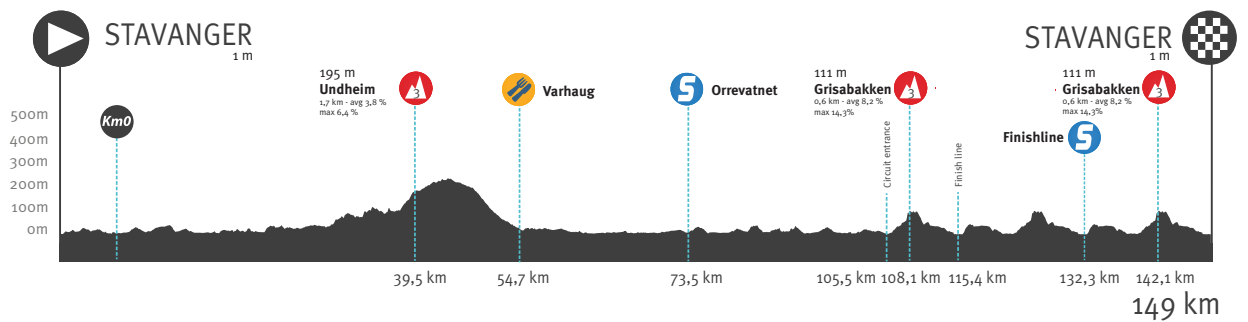 STAVANGER
1 m
STAVANGER
1 m
195 m
Undheim
1,7 km - avg 3,8 %
max 6,4 %
3
Varhaug
S
Orrevatnet
111 m
Grisabakken
0,6 km - avg 8,2 %
max 14,3%
3
111 m
Grisabakken
0,6 km - avg 8,2 %
max 14,3%
3
Km0
Finishline
S
Circuit entrance
Finish line
500m
400m
300m
200m
100m
0m
39,5 km
54,7 km
73,5 km
105,5 km
108,1 km
115,4 km
132,3 km
142,1 km
149 km